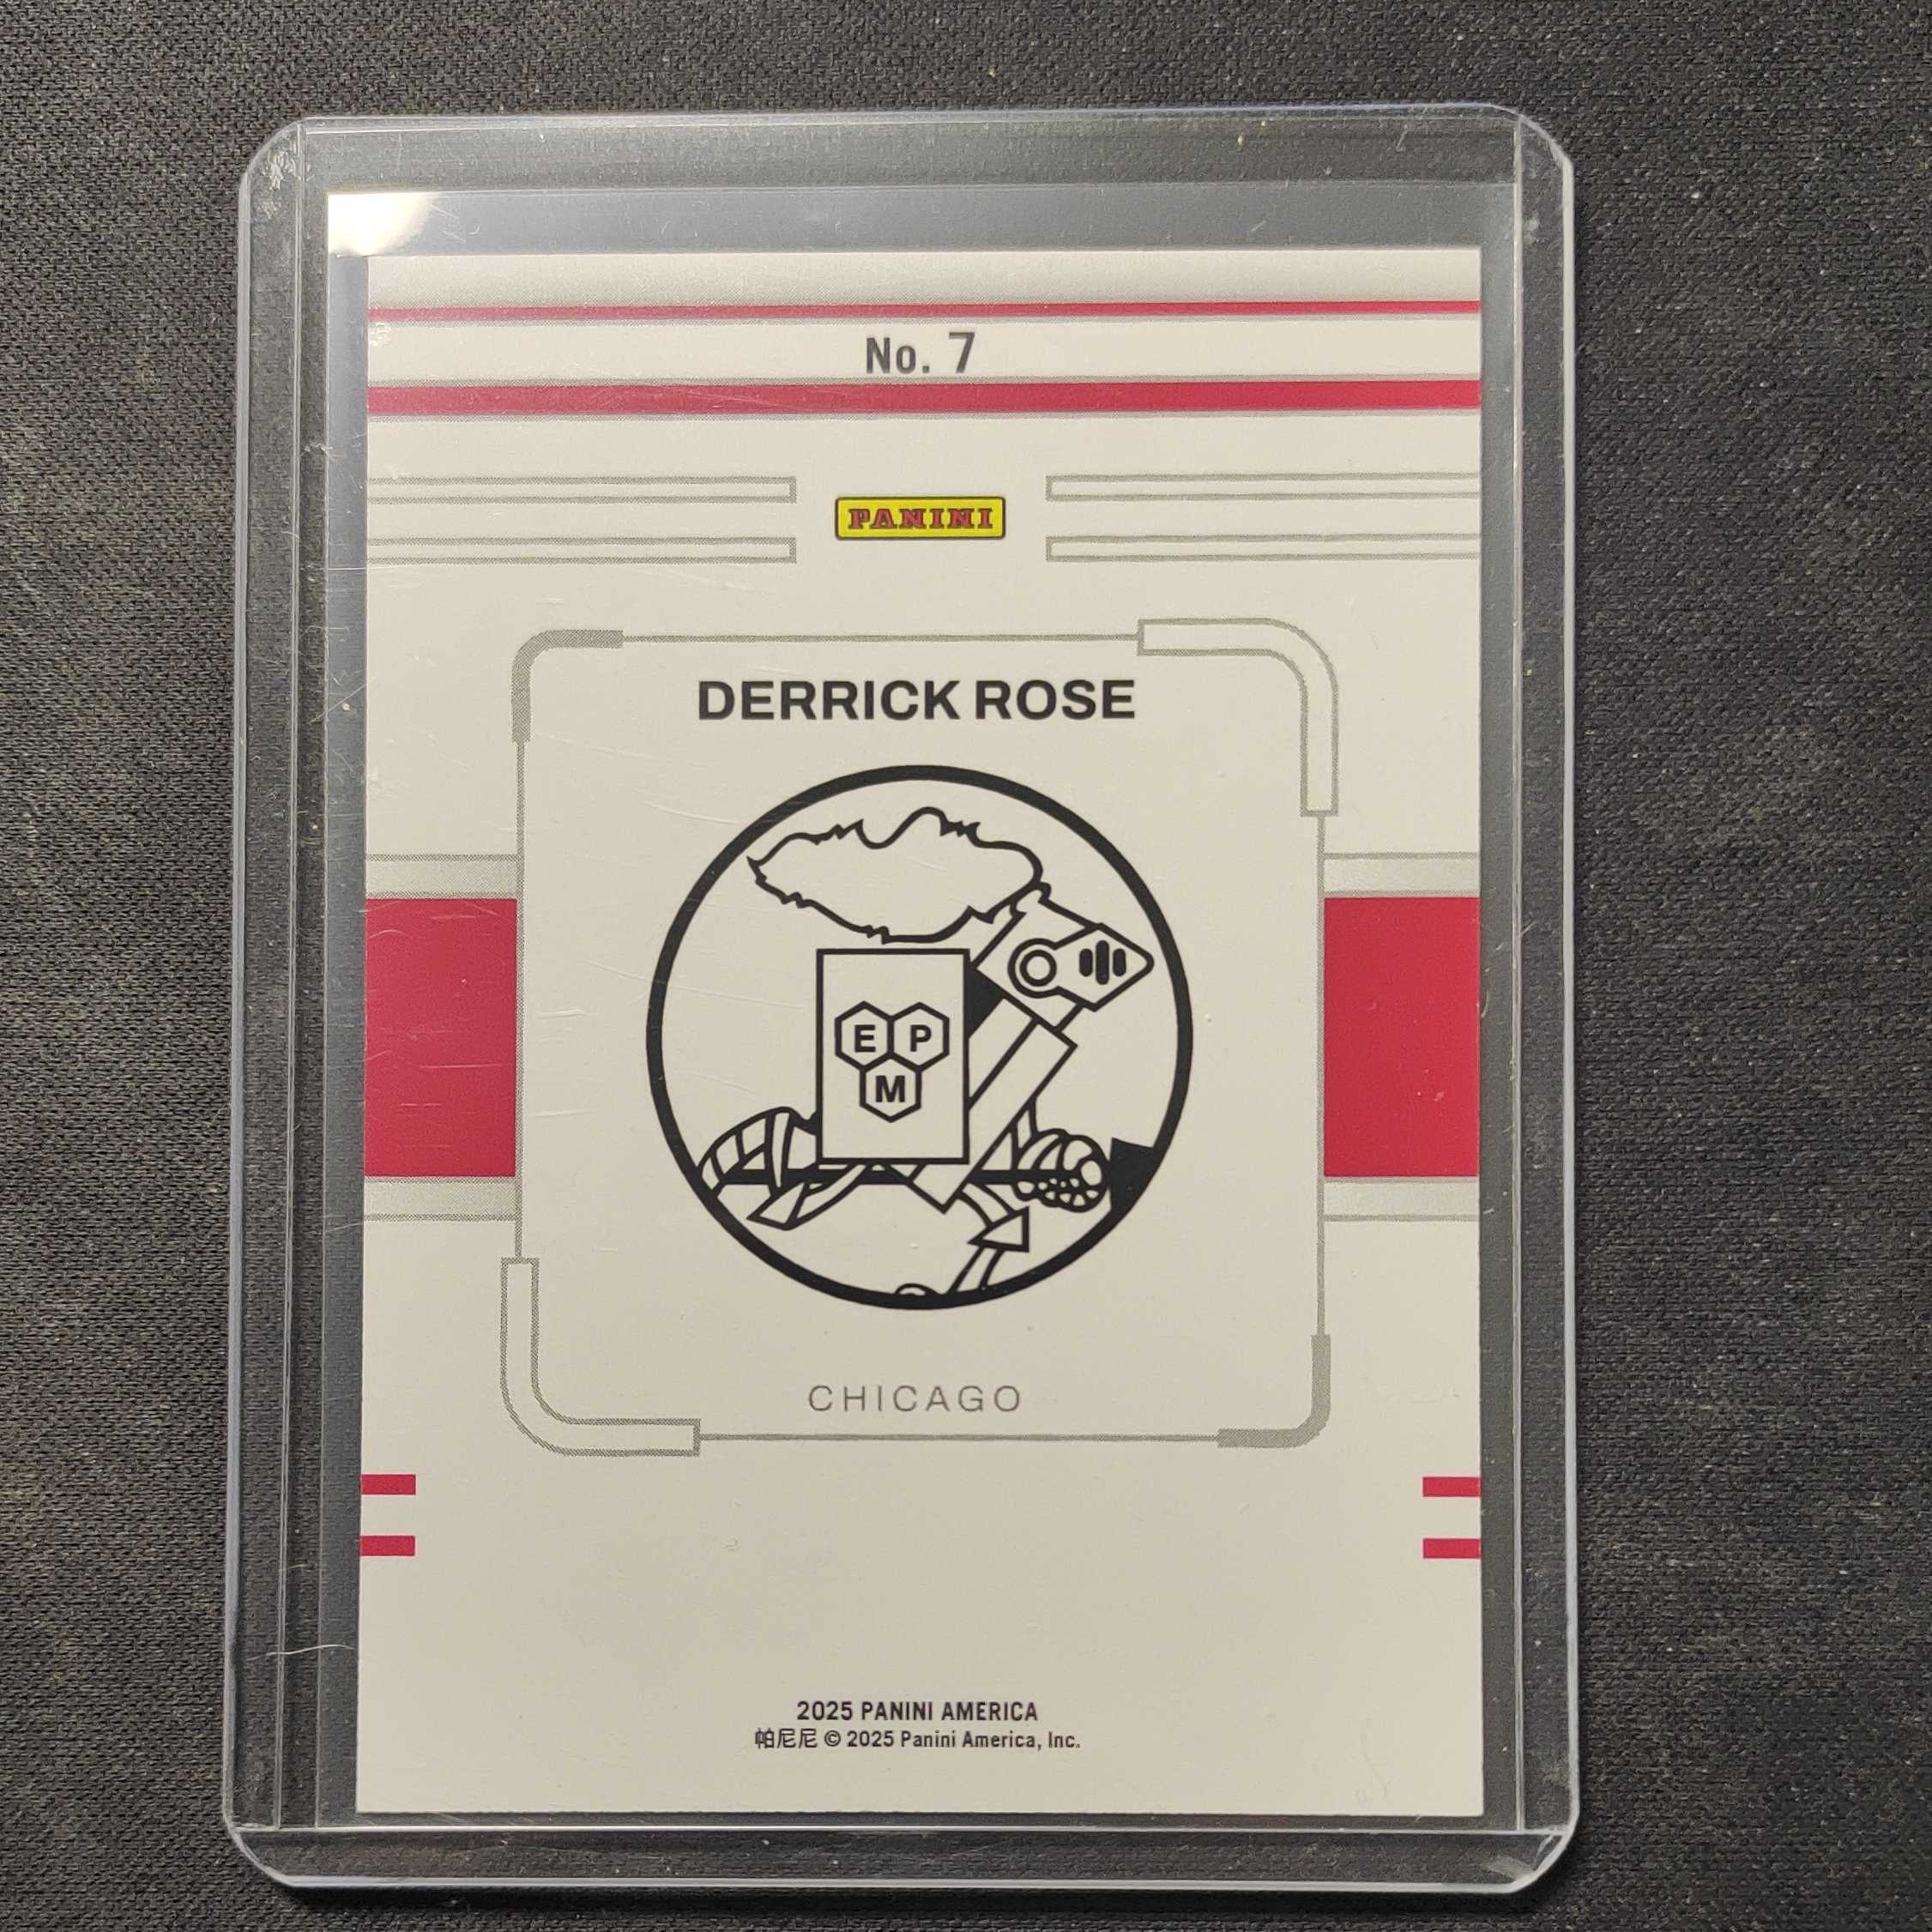 No. 7
PANINI
DERRICK ROSE
E P
M
CHICAGO
2025 PANINI AMERICA
帕尼尼 © 2025 Panini America, Inc.